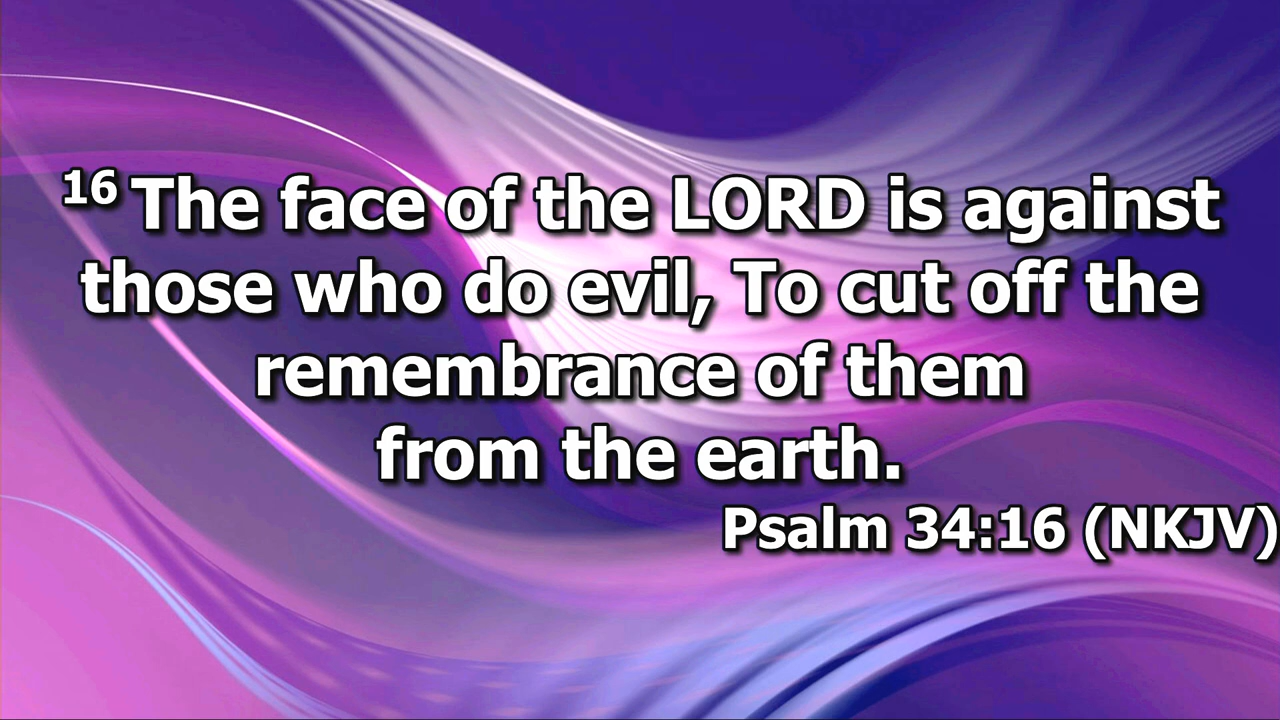 16 The face of the LORD is against
those who do evil, To cut off the
remembrance of them
from the earth.
Psalm 34:16 (NKJV)